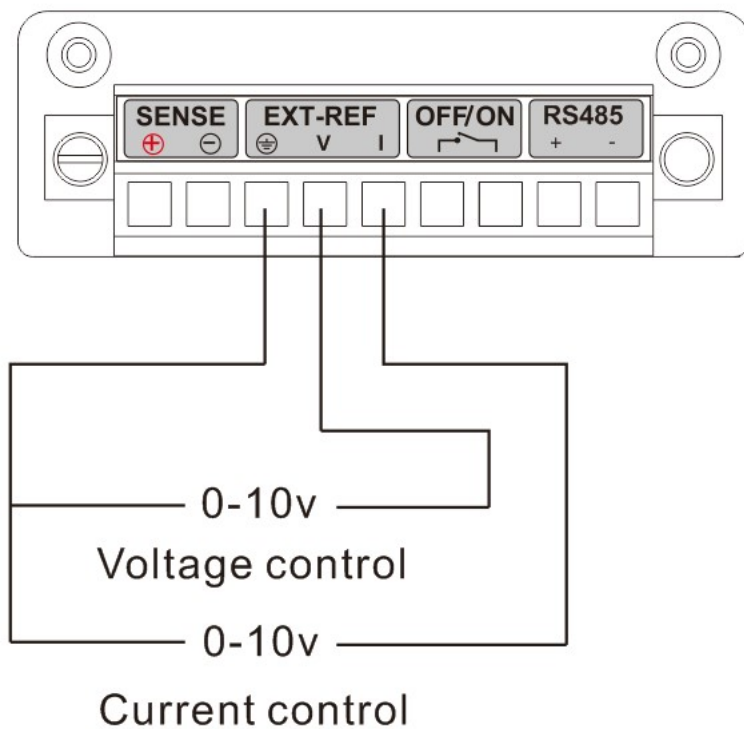 SENSE EXT-REF OFF/ON RS485
+ - V I + -
0-10v
Voltage control
0-10v
Current control